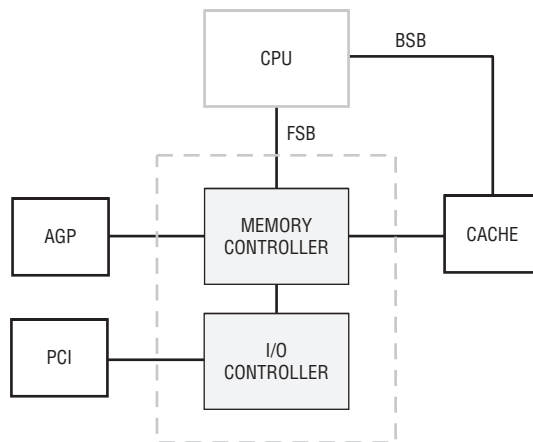 CPU
BSB
FSB
AGP
MEMORY
CONTROLLER
CACHE
PCI
I/O
CONTROLLER